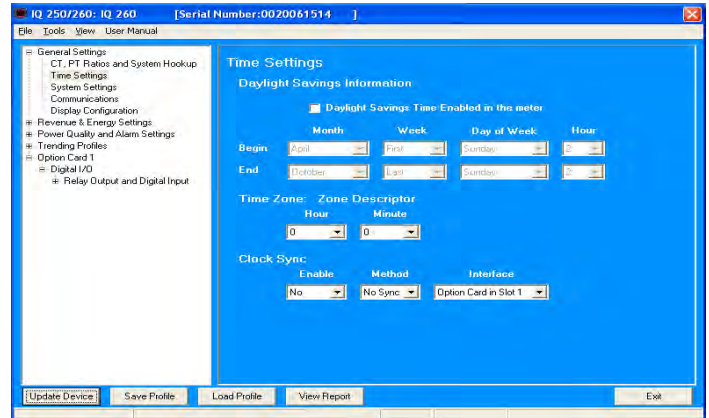 IQ 250/260: IQ 260 [Serial Number:0020061514 ]
File Tools View User Manual
General Settings
CT, PT Ratios and System Hookup
Time Settings
System Settings
Communications
Display Configuration
Revenue & Energy Settings
Power Quality and Alarm Settings
Trending Profiles
Option Card 1
Digital I/O
Relay Output and Digital Input
Time Settings
Daylight Savings Information
Daylight Savings Time Enabled in the meter
Month Week Day of Week Hour
Begin April First Sunday 2
End October Last Sunday 2
Time Zone: Zone Descriptor
Hour Minute
0 0
Clock Sync
Enable Method Interface
No No Sync Option Card in Slot 1
Update Device Save Profile Load Profile View Report Exit